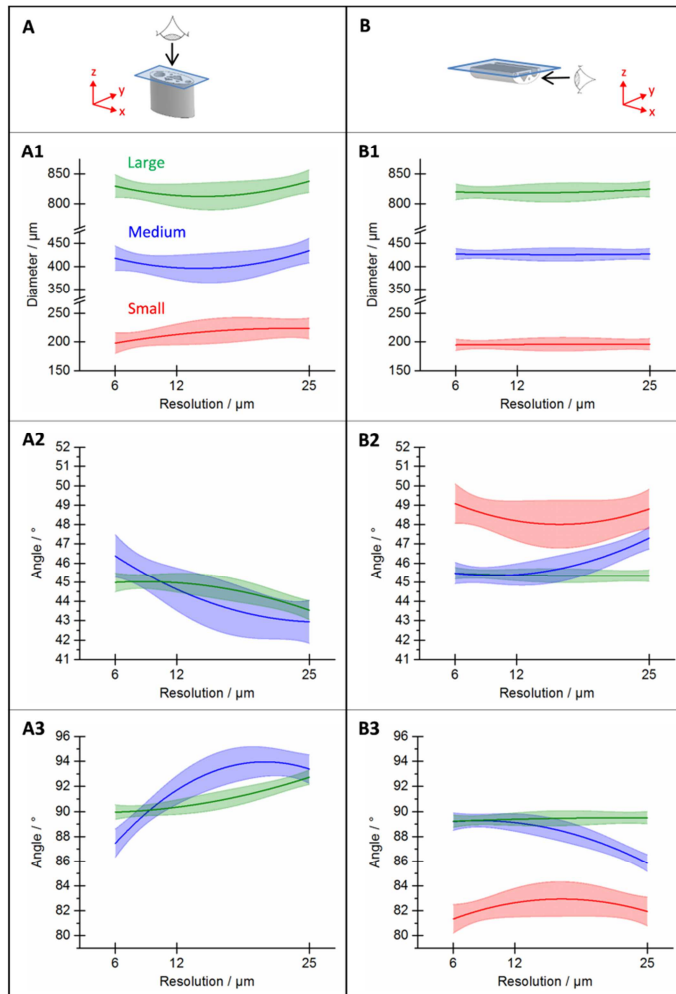 A
z
y
x
B
z
y
x
A1
Large
Medium
Small
Diameter / µm
850
800
450
400
350
200
150
6
12
25
Resolution / µm
B1
Diameter / µm
850
800
450
400
350
200
150
6
12
25
Resolution / µm
A2
Angle / °
52
51
50
49
48
46
45
44
43
42
41
6
12
25
Resolution / µm
B2
Angle / °
52
51
50
49
48
46
45
44
43
42
41
6
12
25
Resolution / µm
A3
Angle / °
96
94
92
90
88
86
84
82
80
6
12
25
Resolution / µm
B3
Angle / °
96
94
92
90
88
86
84
82
80
6
12
25
Resolution / µm